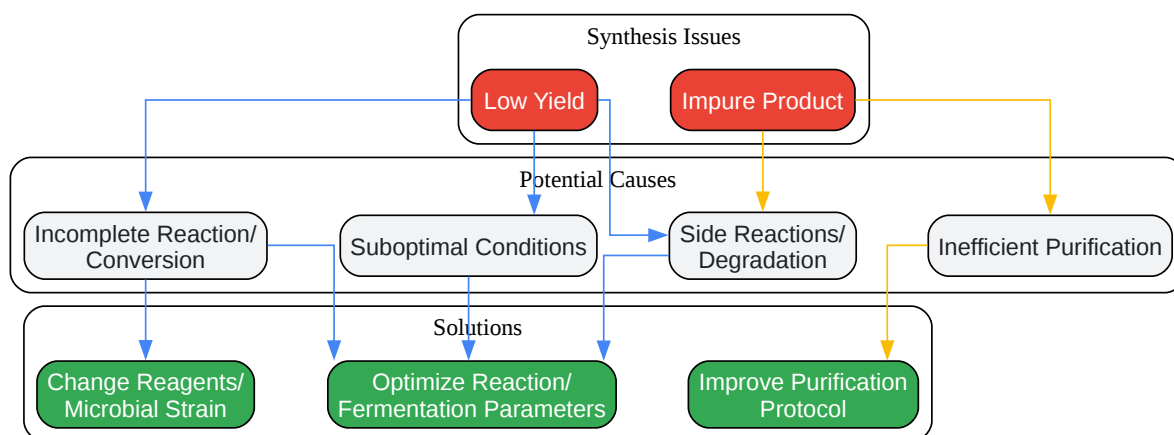 Synthesis Issues
Low Yield
Impure Product
Potential Causes
Incomplete Reaction/
Conversion
Suboptimal Conditions
Side Reactions/
Degradation
Inefficient Purification
Solutions
Change Reagents/
Microbial Strain
Optimize Reaction/
Fermentation Parameters
Improve Purification
Protocol